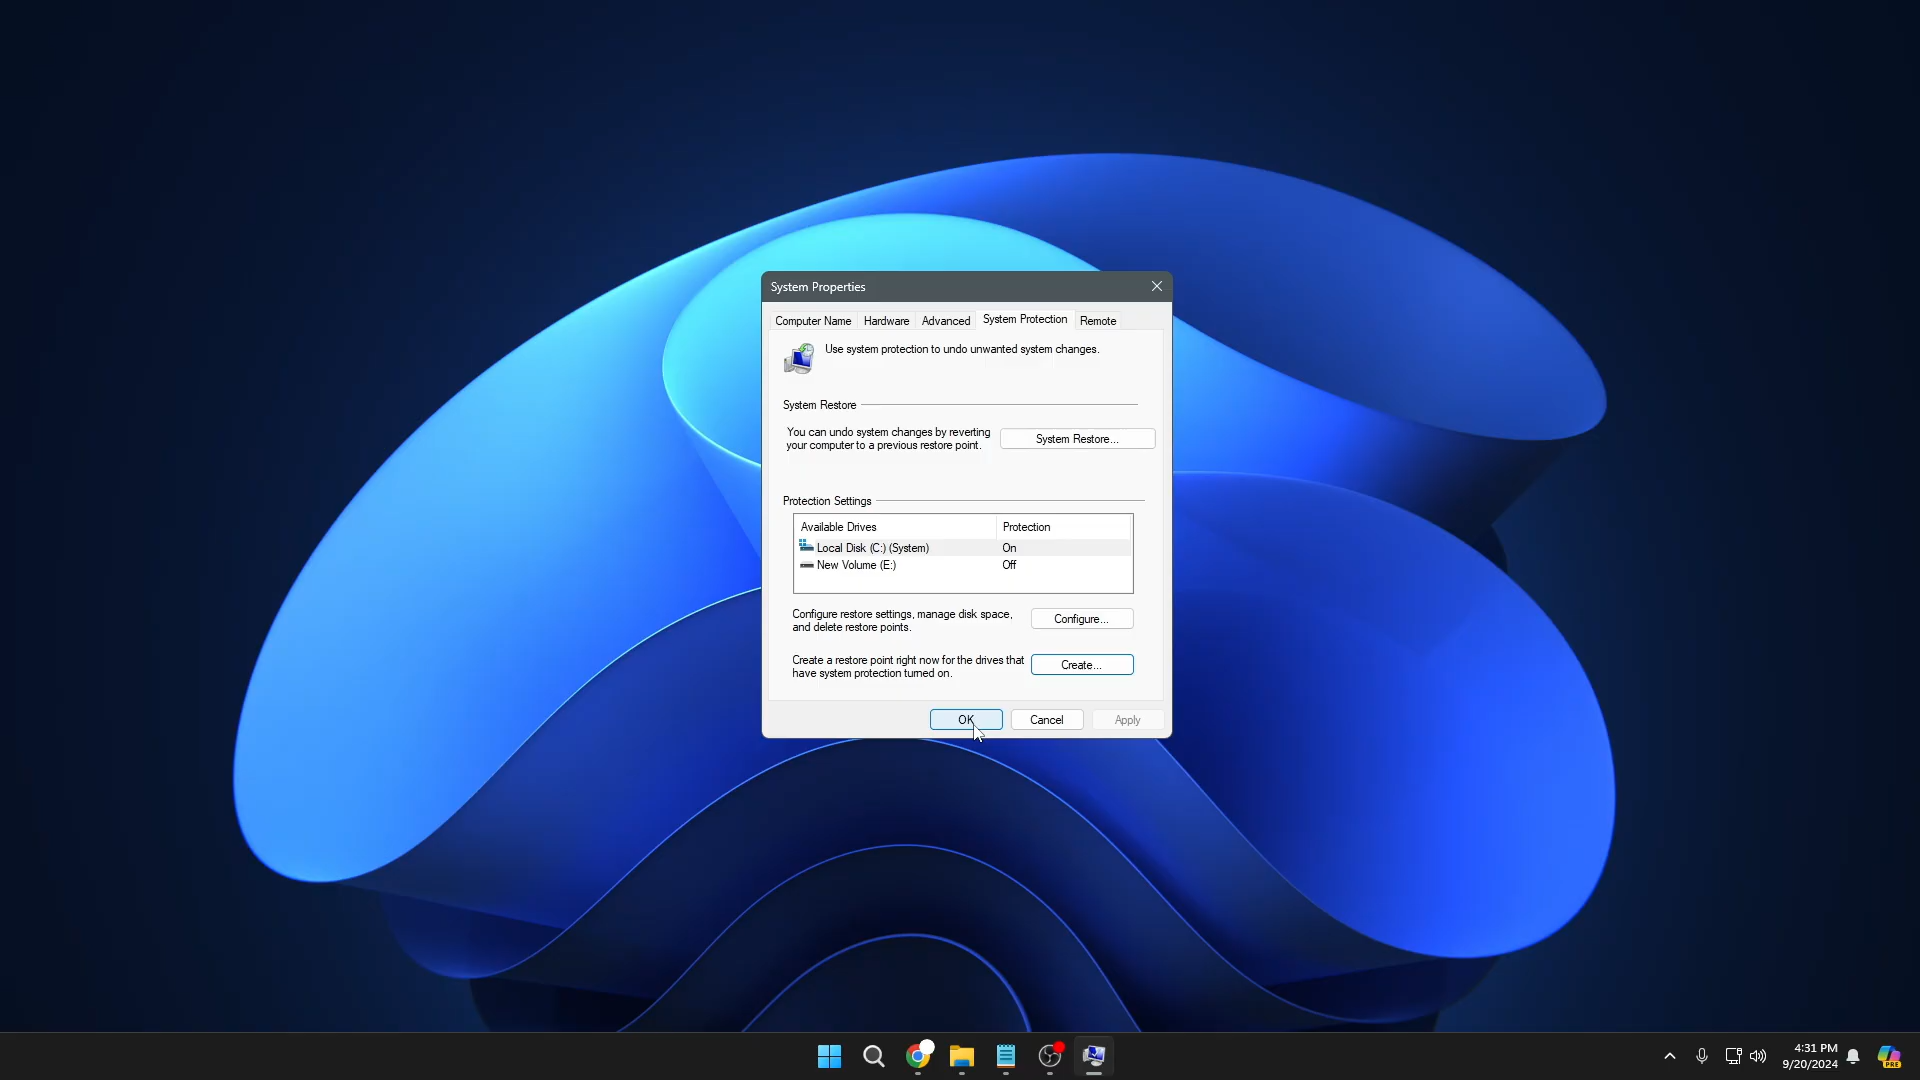 System Properties
Computer Name Hardware Advanced System Protection Remote
Use system protection to undo unwanted system changes.
System Restore
You can undo system changes by reverting
your computer to a previous restore point.
System Restore...
Protection Settings
Available Drives Protection
Local Disk (C:) (System) On
New Volume (E:) Off
Configure restore settings, manage disk space,
and delete restore points.
Configure...
Create a restore point right now for the drives that
have system protection turned on.
Create...
OK Cancel Apply
4:31 PM
9/20/2024
PRE